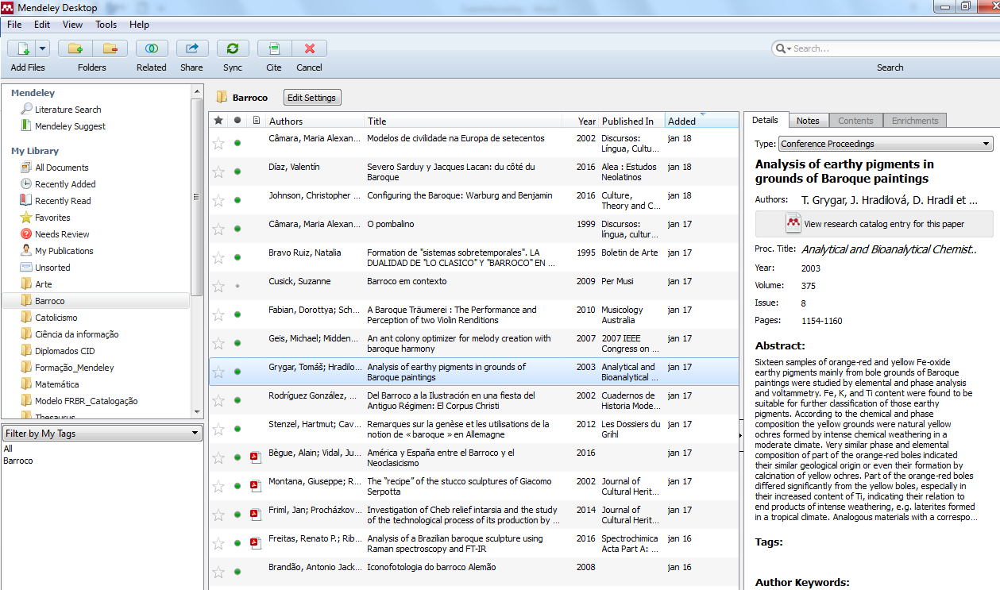 Mendeley Desktop
File Edit View Tools Help
Add Files Folders Related Share Sync Cite Cancel
Search...
Search
Mendeley
Literature Search
Mendeley Suggest
My Library
All Documents
Recently Added
Recently Read
Favorites
Needs Review
My Publications
Unsorted
Arte
Barroco
Catolicismo
Ciência da informação
Diplomados CID
Formação_Mendeley
Matemática
Modelo FRBR_Catalogação
Thesaurus
Filter by My Tags
All
Barroco
Barroco Edit Settings
Authors Title Year Published In Added
Câmara, Maria Alexan... Modelos de civilidade na Europa de setecentos 2002 Discursos: jan 18
Língua, Cultu...
Díaz, Valentín Severo Sarduy y Jacques Lacan: du côté du 2016 Alea : Estudos jan 18
Baroque Neolatinos
Johnson, Christopher ... Configuring the Baroque: Warburg and Benjamin 2016 Culture, jan 18
Theory and C...
Câmara, Maria Alexan... O pombalino 1999 Discursos: jan 17
língua, cultur...
Bravo Ruiz, Natalia Formación de "sistemas sobretemporales". LA 1995 Boletin de Arte jan 17
DUALIDAD DE "LO CLASICO" Y "BARROCO" EN ...
Cusick, Suzanne Barroco em contexto 2009 Per Musi jan 17
Fabian, Dorottya; Sch... A Baroque Träumerei : The Performance and 2010 Musicology jan 17
Perception of two Violin Renditions Australia
Geis, Michael; Midden... An ant colony optimizer for melody creation with 2007 2007 IEEE jan 17
baroque harmony Congress on ...
Grygar, Tomáš; Hradilo... Analysis of earthy pigments in grounds of 2003 Analytical and jan 17
Baroque paintings Bioanalytical ...
Rodríguez González, ... Del Barroco a la Ilustración en una fiesta del 2002 Cuadernos de jan 17
Antiguo Régimen: El Corpus Christi Historia Mode...
Stenzel, Hartmut; Cav... Remarques sur la genèse et les utilisations de la 2012 Les Dossiers du jan 17
notion de « baroque » en Allemagne Grihl
Bègue, Alain; Vidal, Ju... América y España entre el Barroco y el 2016 jan 17
Neoclasicismo
Montana, Giuseppe; R... The “recipe” of the stucco sculptures of Giacomo 2002 Journal of jan 17
Serpotta Cultural Herit...
Friml, Jan; Procházkov... Investigation of Cheb relief intarsia and the study 2014 Journal of jan 17
of the technological process of its production by ... Cultural Herit...
Freitas, Renato P.; Rib... Analysis of a Brazilian baroque sculpture using 2016 Spectrochimica jan 16
Raman spectroscopy and FT-IR Acta Part A: ...
Brandão, Antonio Jack... Iconofotologia do barroco Alemão 2008 jan 16
Details Notes Contents Enrichments
Type: Conference Proceedings
Analysis of earthy pigments in
grounds of Baroque paintings
Authors: T. Grygar, J. Hradilová, D. Hradil et ...
View research catalog entry for this paper
Proc. Title: Analytical and Bioanalytical Chemist..
Year: 2003
Volume: 375
Issue: 8
Pages: 1154-1160
Abstract:
Sixteen samples of orange-red and yellow Fe-oxide
earthy pigments mainly from bole grounds of Baroque
paintings were studied by elemental and phase analysis
and voltammetry. Fe, K, and Ti content were found to be
suitable for further classification of those earthy
pigments. According to the chemical and phase
composition the yellow grounds were natural yellow
ochres formed by intense chemical weathering in a
moderate climate. Very similar phase and elemental
composition of part of the orange-red boles indicated
their similar geological origin or even their formation by
calcination of yellow ochres. Part of the orange-red boles
differed significantly from the yellow boles, especially in
their increased content of Ti, indicating their relation to
end products of intense weathering, e.g. laterites formed
in a tropical climate. Analogous materials with a correspo...
Tags:
Author Keywords: